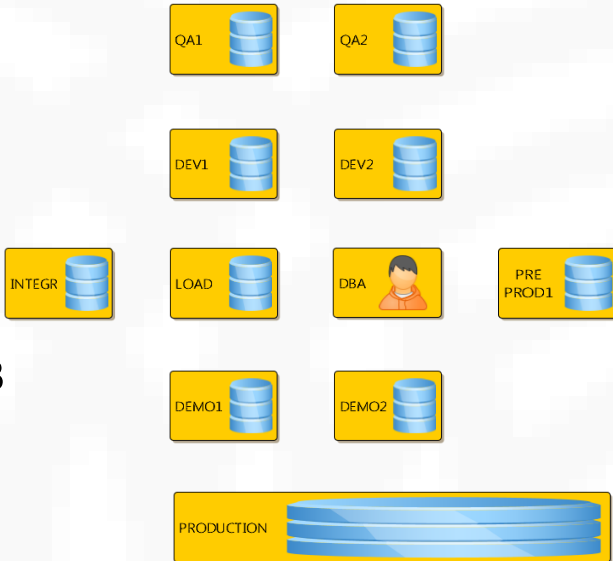 QA1
QA2
DEV1
DEV2
INTEGR
LOAD
DBA
PRE
PROD1
DEMO1
DEMO2
PRODUCTION